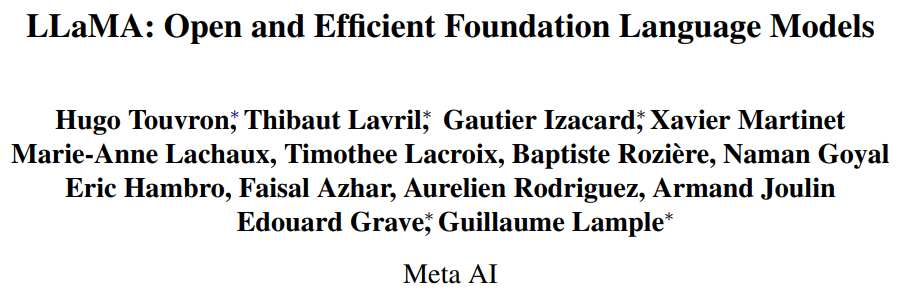 LLaMA: Open and Efficient Foundation Language Models
Hugo Touvron*, Thibaut Lavril*, Gautier Izacard*, Xavier Martinet
Marie-Anne Lachaux, Timothee Lacroix, Baptiste Rozière, Naman Goyal
Eric Hambro, Faisal Azhar, Aurelien Rodriguez, Armand Joulin
Edouard Grave*, Guillaume Lample*
Meta AI